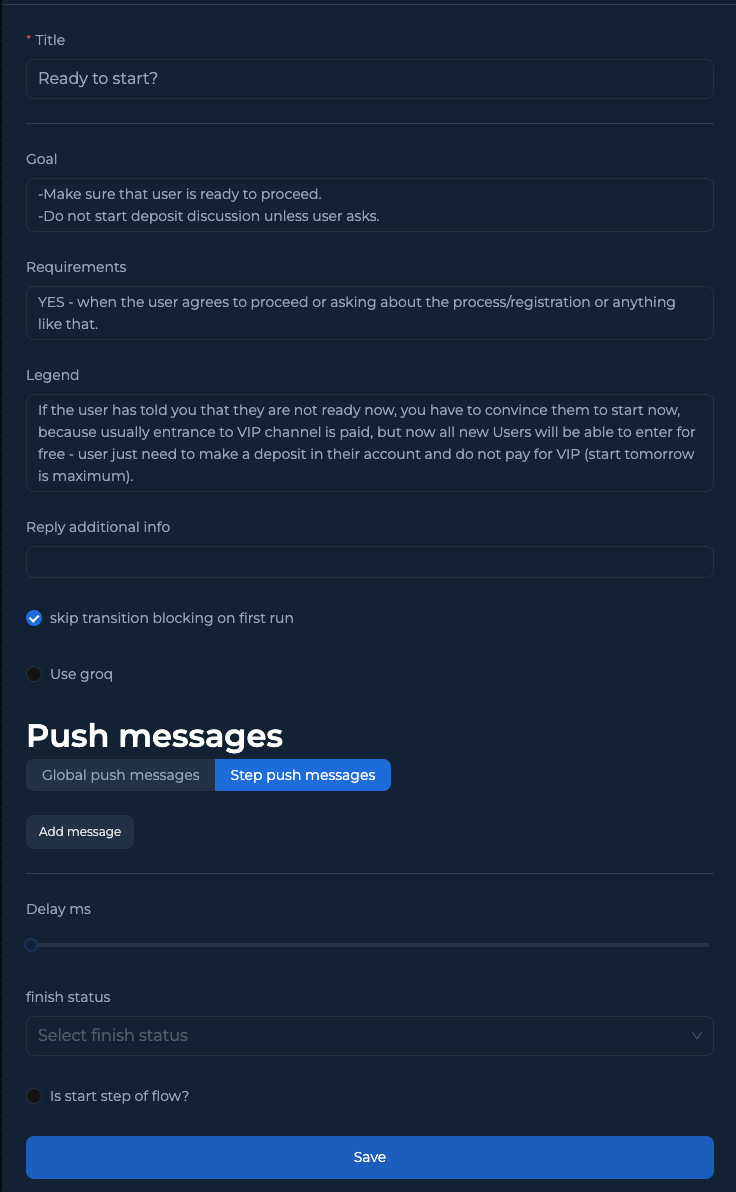 * Title
Ready to start?
Goal
-Make sure that user is ready to proceed.
-Do not start deposit discussion unless user asks.
Requirements
YES - when the user agrees to proceed or asking about the process/registration or anything
like that.
Legend
If the user has told you that they are not ready now, you have to convince them to start now,
because usually entrance to VIP channel is paid, but now all new Users will be able to enter for
free - user just need to make a deposit in their account and do not pay for VIP (start tomorrow
is maximum).
Reply additional info
skip transition blocking on first run
Use groq
Push messages
Global push messages Step push messages
Add message
Delay ms
finish status
Select finish status
Is start step of flow?
Save